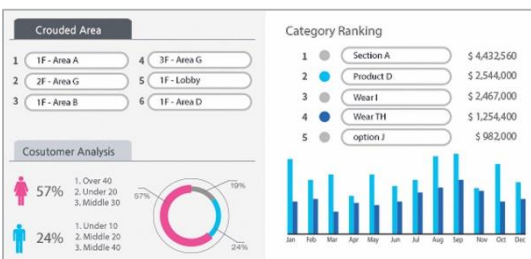 Crouded Area
1 1F - Area A
2 2F - Area G
3 1F - Area B
4 3F - Area G
5 1F - Lobby
6 1F - Area D
Cosutomer Analysis
57%
1. Over 40
2. Under 20
3. Middle 30
24%
1. Under 10
2. Middle 20
3. Middle 40
57%
19%
24%
Category Ranking
1 Section A $ 4,432,560
2 Product D $ 2,544,000
3 Wear I $ 2,467,000
4 Wear TH $ 1,254,400
5 option J $ 982,000
Jan Feb Mar Apr May Jun Jul Aug Sep Nov Oct Dec